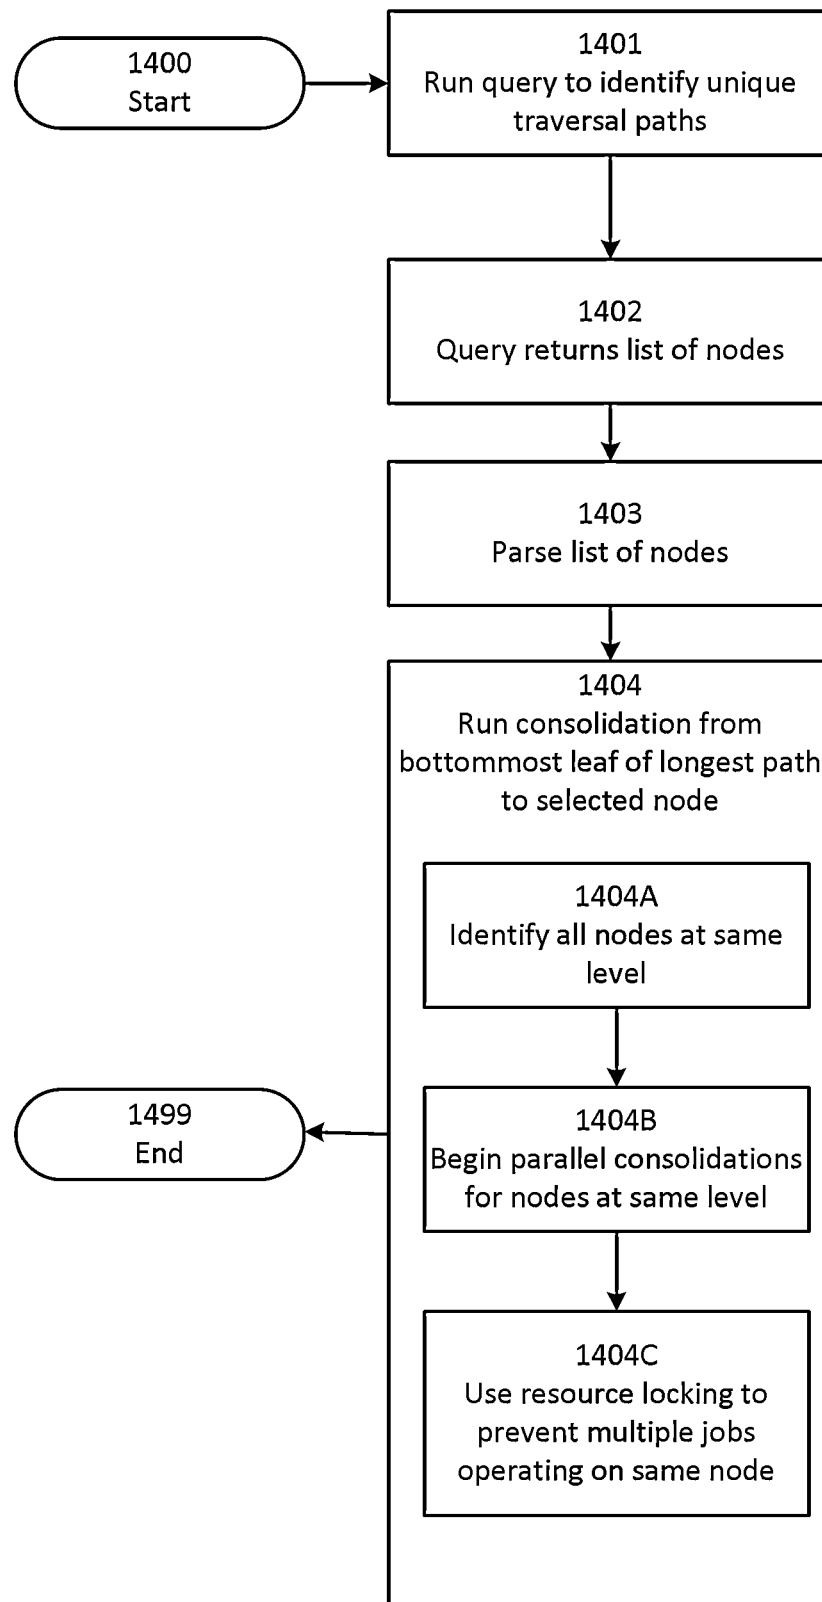 1400
Start
1401
Run query to identify unique
traversal paths
1402
Query returns list of nodes
1403
Parse list of nodes
1404
Run consolidation from
bottommost leaf of longest path
to selected node
1404A
Identify all nodes at same
level
1404B
Begin parallel consolidations
for nodes at same level
1404C
Use resource locking to
prevent multiple jobs
operating on same node
1499
End